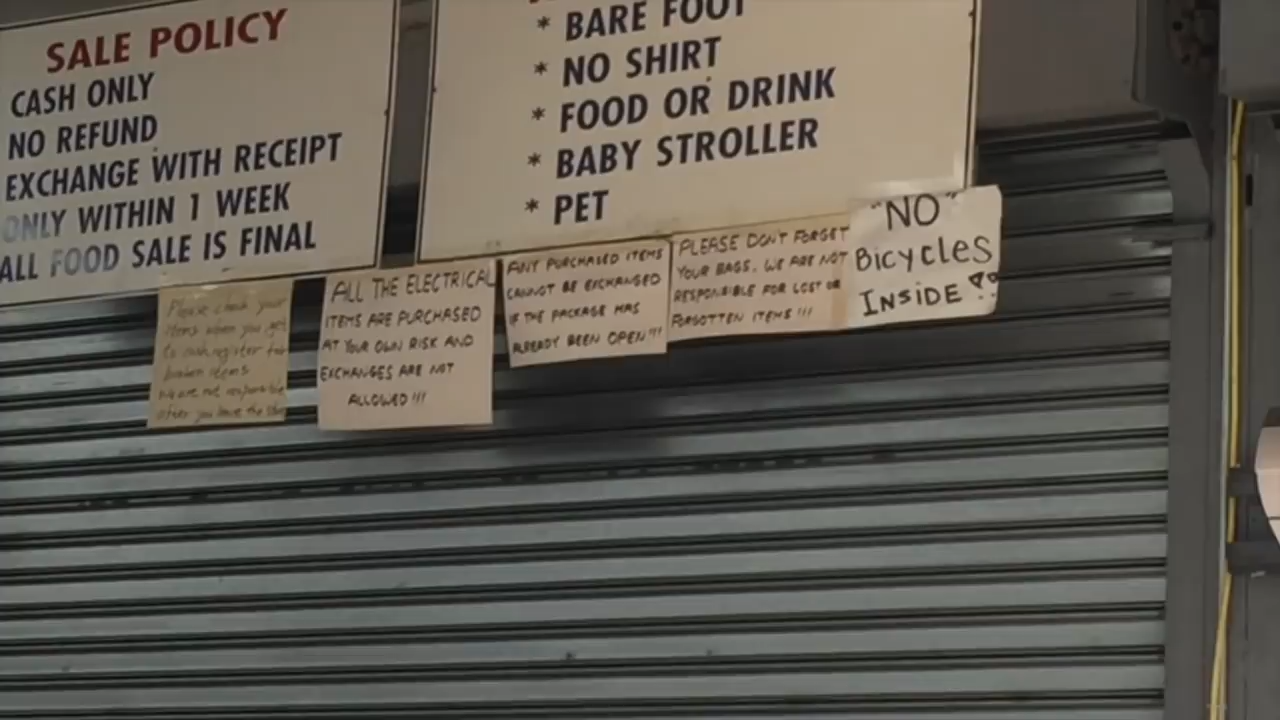 SALE POLICY
CASH ONLY
NO REFUND
EXCHANGE WITH RECEIPT
ONLY WITHIN 1 WEEK
ALL FOOD SALE IS FINAL
* BARE FOOT
* NO SHIRT
* FOOD OR DRINK
* BABY STROLLER
* PET
Please check your
items when you get
to cash register for
broken items
we are not responsible
after you leave the store
ALL THE ELECTRICAL
ITEMS ARE PURCHASED
AT YOUR OWN RISK AND
EXCHANGES ARE NOT
ALLOWED!!!
ANY PURCHASED ITEMS
CANNOT BE EXCHANGED
IF THE PACKAGE HAS
ALREADY BEEN OPEN!!!
PLEASE DON'T FORGET
YOUR BAGS. WE ARE NOT
RESPONSIBLE FOR LOST OR
FORGOTTEN ITEMS!!!
"NO"
Bicycles
INSIDE!!